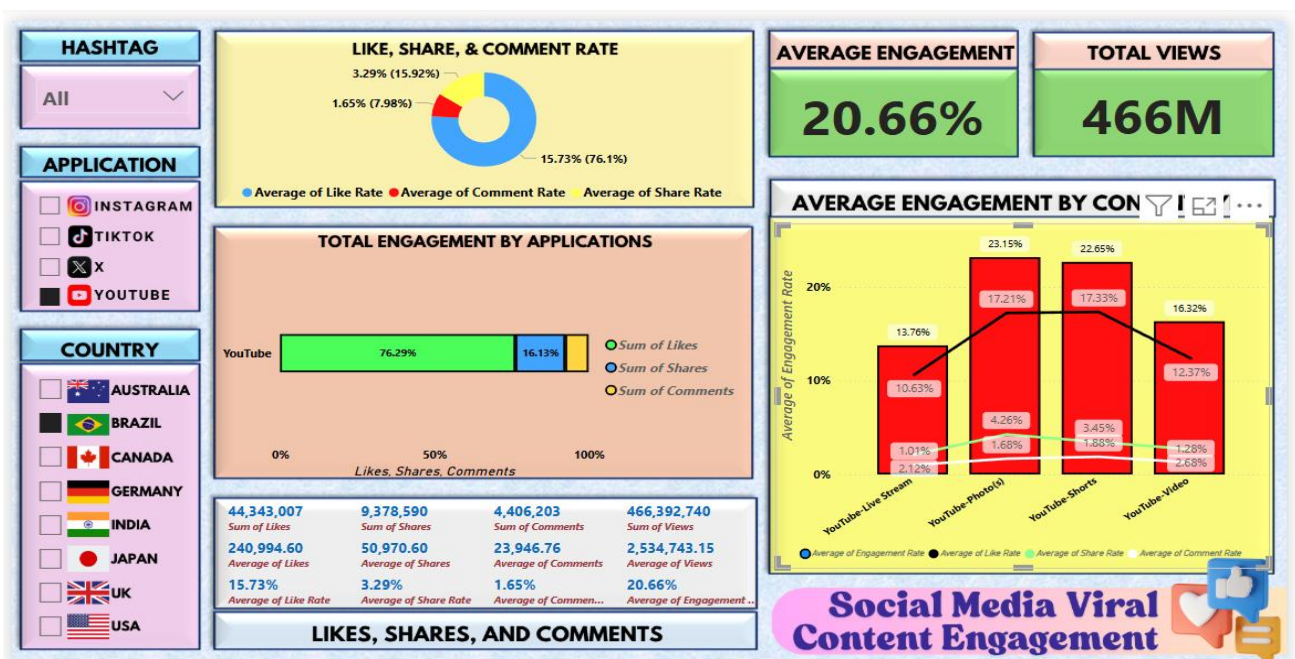 HASHTAG
All
APPLICATION
INSTAGRAM
TIKTOK
X
YOUTUBE
COUNTRY
AUSTRALIA
BRAZIL
CANADA
GERMANY
INDIA
JAPAN
UK
USA
LIKE, SHARE, & COMMENT RATE
3.29% (15.92%)
1.65% (7.98%)
15.73% (76.1%)
Average of Like Rate Average of Comment Rate Average of Share Rate
TOTAL ENGAGEMENT BY APPLICATIONS
YouTube 76.29% 16.13%
Sum of Likes
Sum of Shares
Sum of Comments
0% 50% 100%
Likes, Shares, Comments
44,343,007 9,378,590 4,406,203 466,392,740
Sum of Likes Sum of Shares Sum of Comments Sum of Views
240,994.60 50,970.60 23,946.76 2,534,743.15
Average of Likes Average of Shares Average of Comments Average of Views
15.73% 3.29% 1.65% 20.66%
Average of Like Rate Average of Share Rate Average of Commen... Average of Engagement ..
LIKES, SHARES, AND COMMENTS
AVERAGE ENGAGEMENT
20.66%
TOTAL VIEWS
466M
AVERAGE ENGAGEMENT BY CON
Average of Engagement Rate
20%
10%
0%
23.15% 22.65%
13.76% 16.32%
17.21% 17.33%
10.63% 12.37%
4.26% 3.45%
1.01% 1.68% 1.88% 1.28%
2.12% 2.68%
YouTube-Live Stream YouTube-Photo(s) YouTube-Shorts YouTube-Video
Average of Engagement Rate Average of Like Rate Average of Share Rate Average of Comment Rate
Social Media Viral
Content Engagement